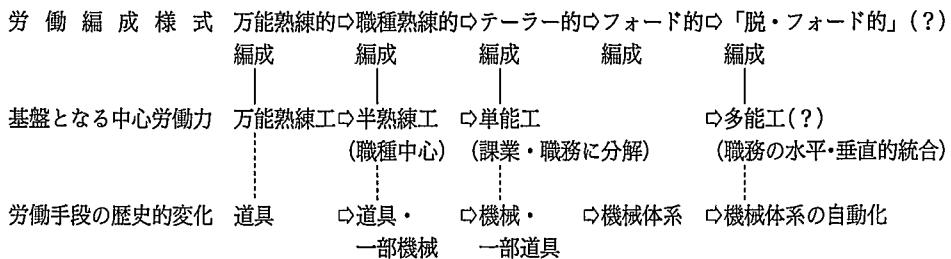 労働編成様式 万能熟練的⇨職種熟練的⇨テーラー的⇨フォード的⇨「脱・フォード的」(?)
編成 編成 編成 編成 編成
基盤となる中心労働力 万能熟練工⇨半熟練工 ⇨単能工 ⇨多能工(?)
(職種中心) (課業・職務に分解) (職務の水平・垂直的統合)
労働手段の歴史的変化 道具 ⇨道具・ ⇨機械・ ⇨機械体系 ⇨機械体系の自動化
一部機械 一部道具